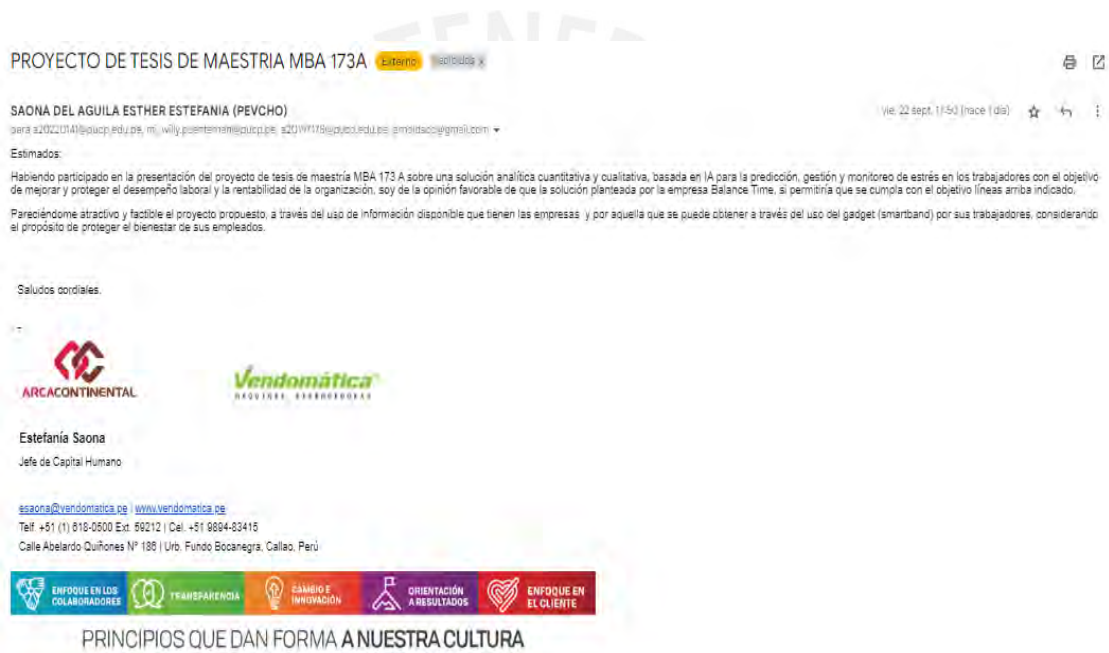 PROYECTO DE TESIS DE MAESTRIA MBA 173A Externo Recibidos x
SAONA DEL AGUILA ESTHER ESTEFANIA (PEVCHO)
vie, 22 sept, 11:50 (hace 1 día)
Estimados:
Habiendo participado en la presentación del proyecto de tesis de maestría MBA 173 A sobre una solución analítica cuantitativa y cualitativa, basada en IA para la predicción, gestión y monitoreo de estrés en los trabajadores con el objetivo
de mejorar y proteger el desempeño laboral y la rentabilidad de la organización, soy de la opinión favorable de que la solución planteada por la empresa Balance Time, si permitiría que se cumpla con el objetivo líneas arriba indicado.
Pareciéndome atractivo y factible el proyecto propuesto, a través del uso de información disponible que tienen las empresas y por aquella que se puede obtener a través del uso del gadget (smartband) por sus trabajadores, considerando
el propósito de proteger el bienestar de sus empleados.
Saludos cordiales.
--
ARCACONTINENTAL
Vendomática
Estefanía Saona
Jefe de Capital Humano
esaona@vendomatica.pe | www.vendomatica.pe
Telf. +51 (1) 618-0500 Ext. 59212 | Cel. +51 9894-83415
Calle Abelardo Quiñones N° 186 | Urb. Fundo Bocanegra, Callao, Perú
ENFOQUE EN LOS COLABORADORES
TRANSPARENCIA
CAMBIO E INNOVACIÓN
ORIENTACIÓN A RESULTADOS
ENFOQUE EN EL CLIENTE
PRINCIPIOS QUE DAN FORMA A NUESTRA CULTURA